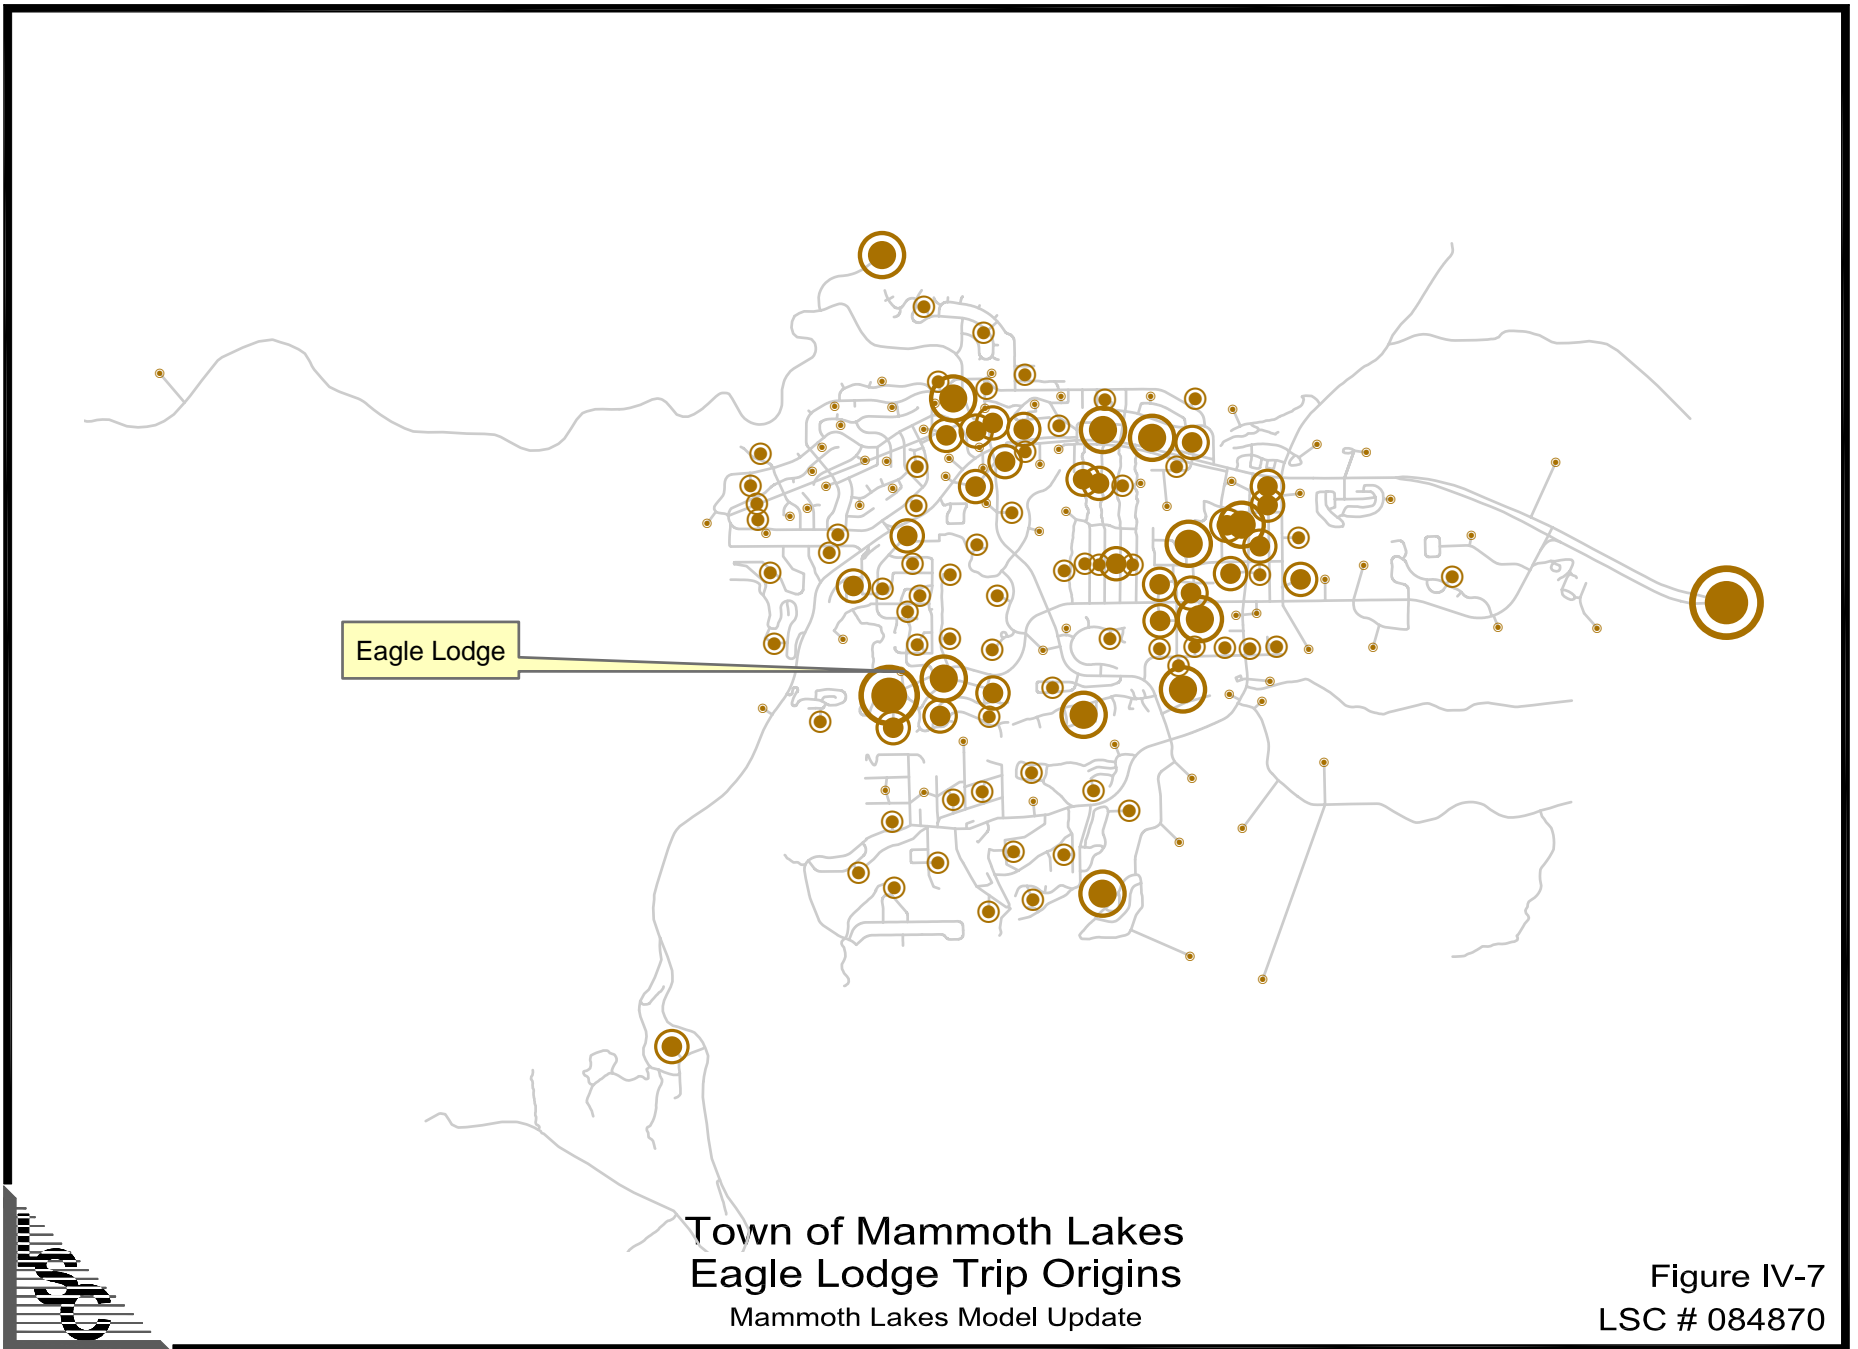 Eagle Lodge
Town of Mammoth Lakes
Eagle Lodge Trip Origins
Mammoth Lakes Model Update
Figure IV-7
LSC # 084870
LSC